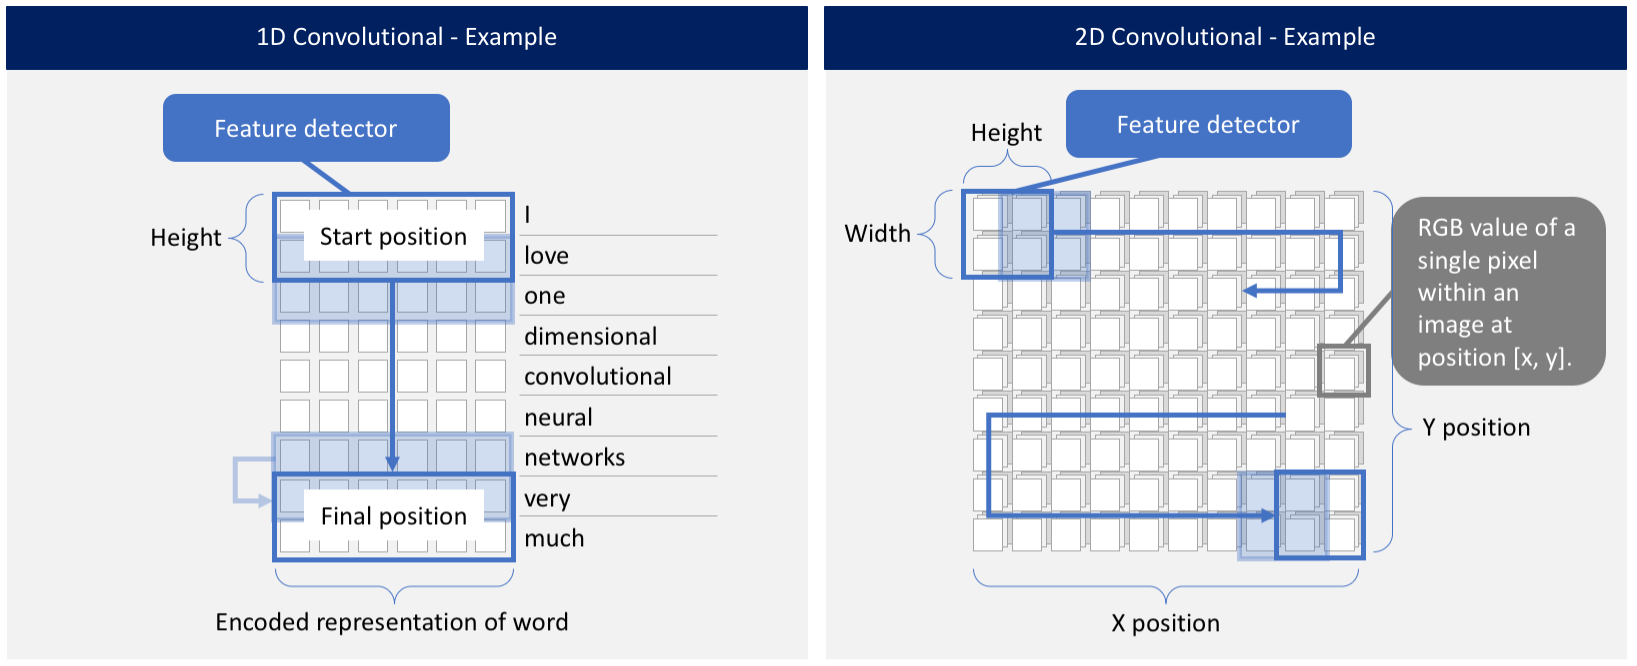 1D Convolutional - Example
Feature detector
Height
Start position
I
love
one
dimensional
convolutional
neural
networks
very
much
Final position
Encoded representation of word
2D Convolutional - Example
Feature detector
Height
Width
RGB value of a
single pixel
within an
image at
position [x, y].
Y position
X position